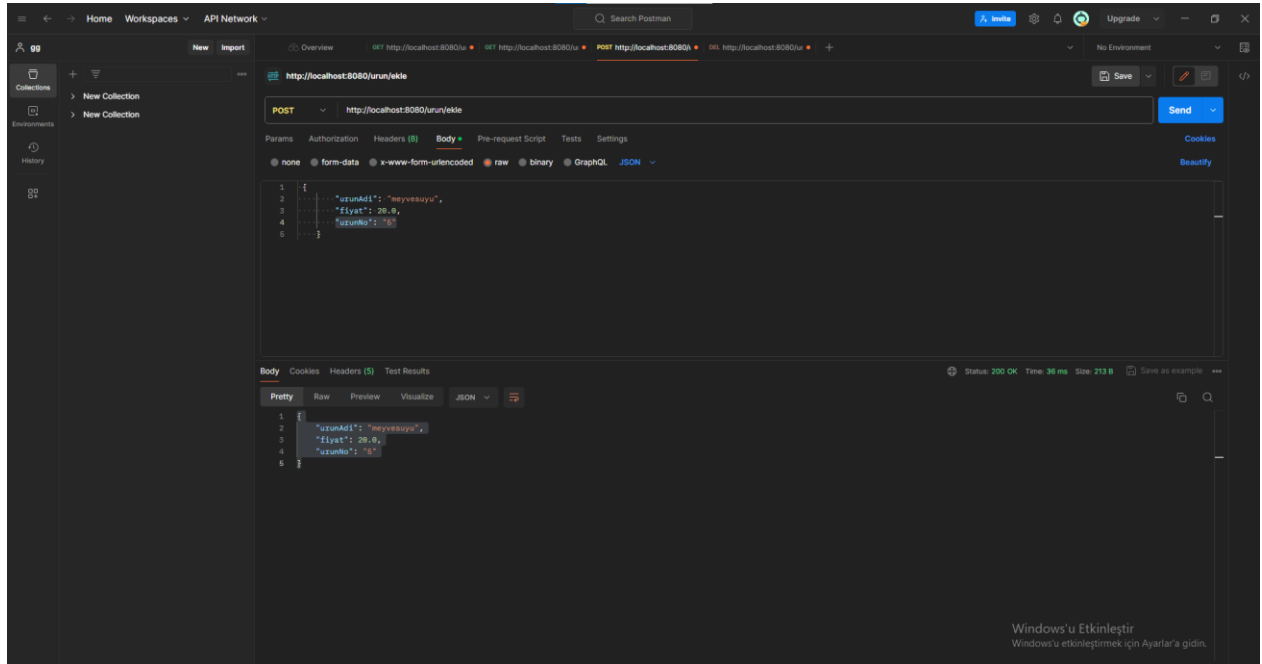 Home Workspaces API Network Search Postman Invite Upgrade
gg New Import Overview GET http://localhost:8080/ui GET http://localhost:8080/ui POST http://localhost:8080/ DEL http://localhost:8080/ui No Environment
Collections
Environments
History
New Collection
New Collection
HTTP http://localhost:8080/urun/ekle Save
POST http://localhost:8080/urun/ekle Send
Params Authorization Headers (8) Body Pre-request Script Tests Settings Cookies
none form-data x-www-form-urlencoded raw binary GraphQL JSON Beautify
1 {
2 "urunAdi": "meyvesuyu",
3 "fiyat": 20.0,
4 "urunNo": "5"
5 }
Body Cookies Headers (5) Test Results Status: 200 OK Time: 36 ms Size: 213 B Save as example
Pretty Raw Preview Visualize JSON
1 {
2 "urunAdi": "meyvesuyu",
3 "fiyat": 20.0,
4 "urunNo": "5"
5 }
Windows'u Etkinleştir
Windows'u etkinleştirmek için Ayarlar'a gidin.